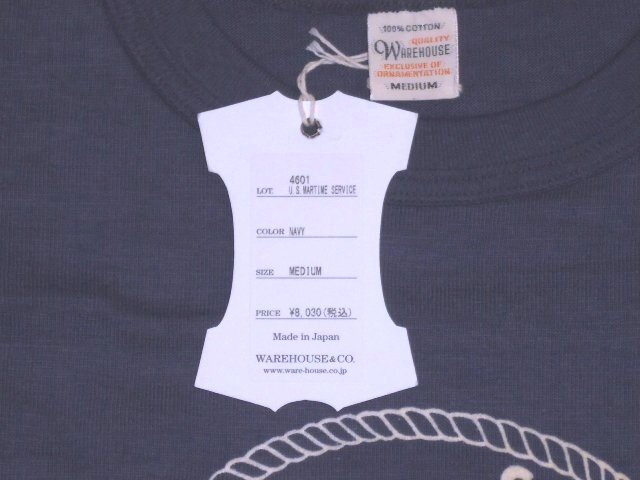 100% COTTON
QUALITY
WAREHOUSE
EXCLUSIVE OF
ORNAMENTATION
MEDIUM
4601
LOT. U.S.MARTIME SERVICE
COLOR NAVY
SIZE MEDIUM
PRICE ¥8,030(税込)
Made in Japan
WAREHOUSE&CO.
www.ware-house.co.jp